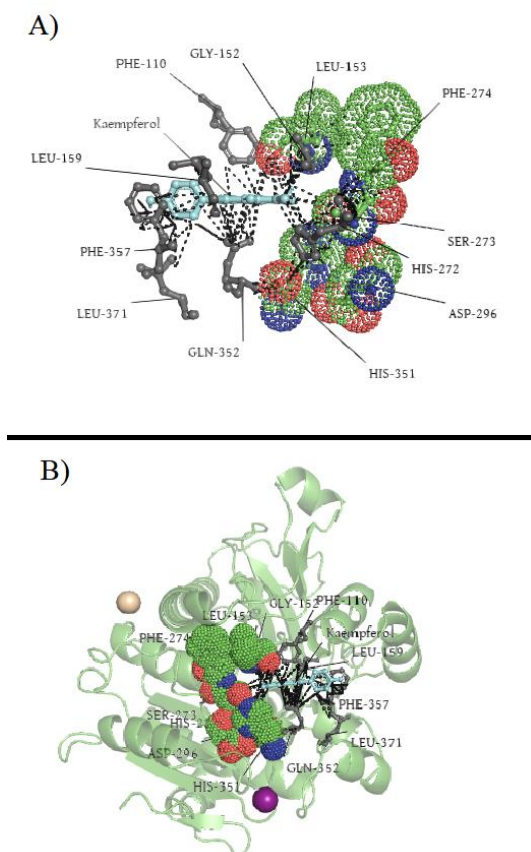 A)
GLY-152
LEU-153
PHE-110
PHE-274
Kaempferol
LEU-159
SER-273
PHE-357
HIS-272
LEU-371
ASP-296
GLN-352
HIS-351
B)
GLY-152
PHE-110
LEU-153
Kaempferol
PHE-274
LEU-159
PHE-357
SER-273
HIS-2
LEU-371
ASP-296
GLN-352
HIS-351